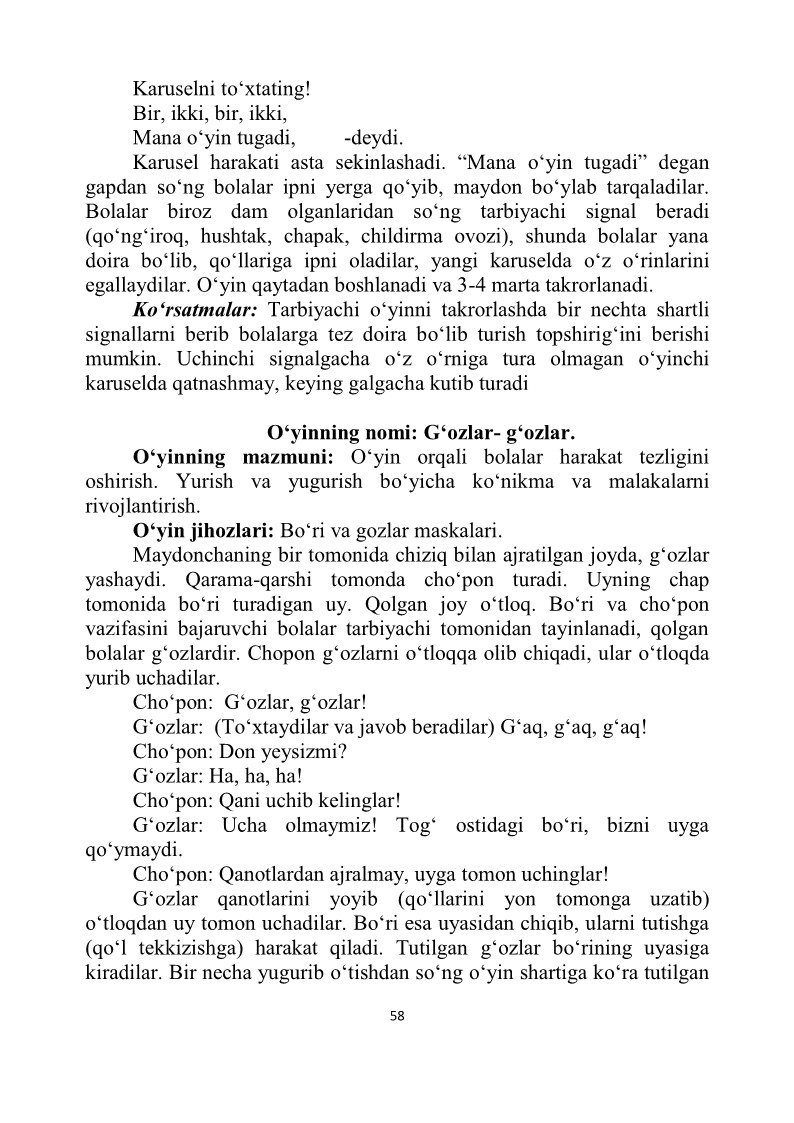 Karuselni to‘xtating!
Bir, ikki, bir, ikki,
Mana o‘yin tugadi, -deydi.
Karusel harakati asta sekinlashadi. “Mana o‘yin tugadi” degan
gapdan so‘ng bolalar ipni yerga qo‘yib, maydon bo‘ylab tarqaladilar.
Bolalar biroz dam olganlaridan so‘ng tarbiyachi signal beradi
(qo‘ng‘iroq, hushtak, chapak, childirma ovozi), shunda bolalar yana
doira bo‘lib, qo‘llariga ipni oladilar, yangi karuselda o‘z o‘rinlarini
egallaydilar. O‘yin qaytadan boshlanadi va 3-4 marta takrorlanadi.
Ko‘rsatmalar: Tarbiyachi o‘yinni takrorlashda bir nechta shartli
signallarni berib bolalarga tez doira bo‘lib turish topshirig‘ini berishi
mumkin. Uchinchi signalgacha o‘z o‘rniga tura olmagan o‘yinchi
karuselda qatnashmay, keying galgacha kutib turadi
O‘yinning nomi: G‘ozlar- g‘ozlar.
O‘yinning mazmuni: O‘yin orqali bolalar harakat tezligini
oshirish. Yurish va yugurish bo‘yicha ko‘nikma va malakalarni
rivojlantirish.
O‘yin jihozlari: Bo‘ri va gozlar maskalari.
Maydonchaning bir tomonida chiziq bilan ajratilgan joyda, g‘ozlar
yashaydi. Qarama-qarshi tomonda cho‘pon turadi. Uyning chap
tomonida bo‘ri turadigan uy. Qolgan joy o‘tloq. Bo‘ri va cho‘pon
vazifasini bajaruvchi bolalar tarbiyachi tomonidan tayinlanadi, qolgan
bolalar g‘ozlardir. Chopon g‘ozlarni o‘tloqqa olib chiqadi, ular o‘tloqda
yurib uchadilar.
Cho‘pon: G‘ozlar, g‘ozlar!
G‘ozlar: (To‘xtaydilar va javob beradilar) G‘aq, g‘aq, g‘aq!
Cho‘pon: Don yeysizmi?
G‘ozlar: Ha, ha, ha!
Cho‘pon: Qani uchib kelinglar!
G‘ozlar: Ucha olmaymiz! Tog‘ ostidagi bo‘ri, bizni uyga
qo‘ymaydi.
Cho‘pon: Qanotlardan ajralmay, uyga tomon uchinglar!
G‘ozlar qanotlarini yoyib (qo‘llarini yon tomonga uzatib)
o‘tloqdan uy tomon uchadilar. Bo‘ri esa uyasidan chiqib, ularni tutishga
(qo‘l tekkizishga) harakat qiladi. Tutilgan g‘ozlar bo‘rining uyasiga
kiradilar. Bir necha yugurib o‘tishdan so‘ng o‘yin shartiga ko‘ra tutilgan
58